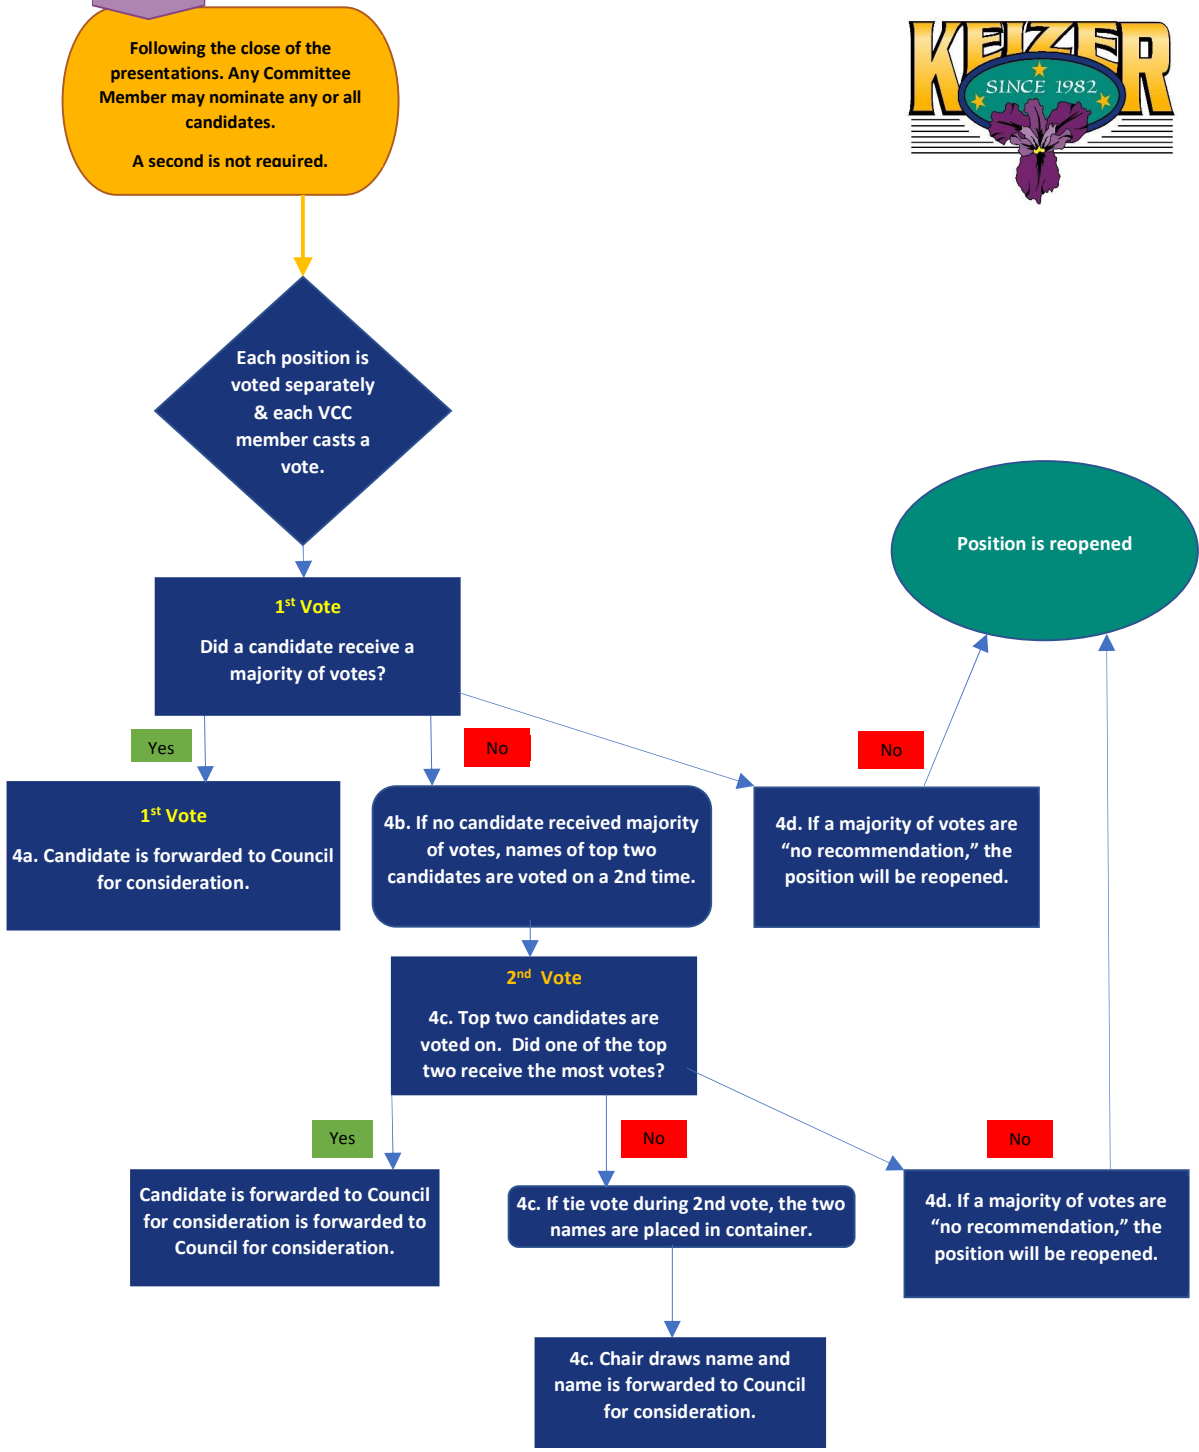 Following the close of the
presentations. Any Committee
Member may nominate any or all
candidates.
A second is not required.
KEIZER
SINCE 1982
Each position is
voted separately
& each VCC
member casts a
vote.
Position is reopened
1st Vote
Did a candidate receive a
majority of votes?
Yes
No
No
1st Vote
4a. Candidate is forwarded to Council
for consideration.
4b. If no candidate received majority
of votes, names of top two
candidates are voted on a 2nd time.
4d. If a majority of votes are
“no recommendation,” the
position will be reopened.
2nd Vote
4c. Top two candidates are
voted on. Did one of the top
two receive the most votes?
Yes
No
No
Candidate is forwarded to Council
for consideration is forwarded to
Council for consideration.
4c. If tie vote during 2nd vote, the two
names are placed in container.
4d. If a majority of votes are
“no recommendation,” the
position will be reopened.
4c. Chair draws name and
name is forwarded to Council
for consideration.